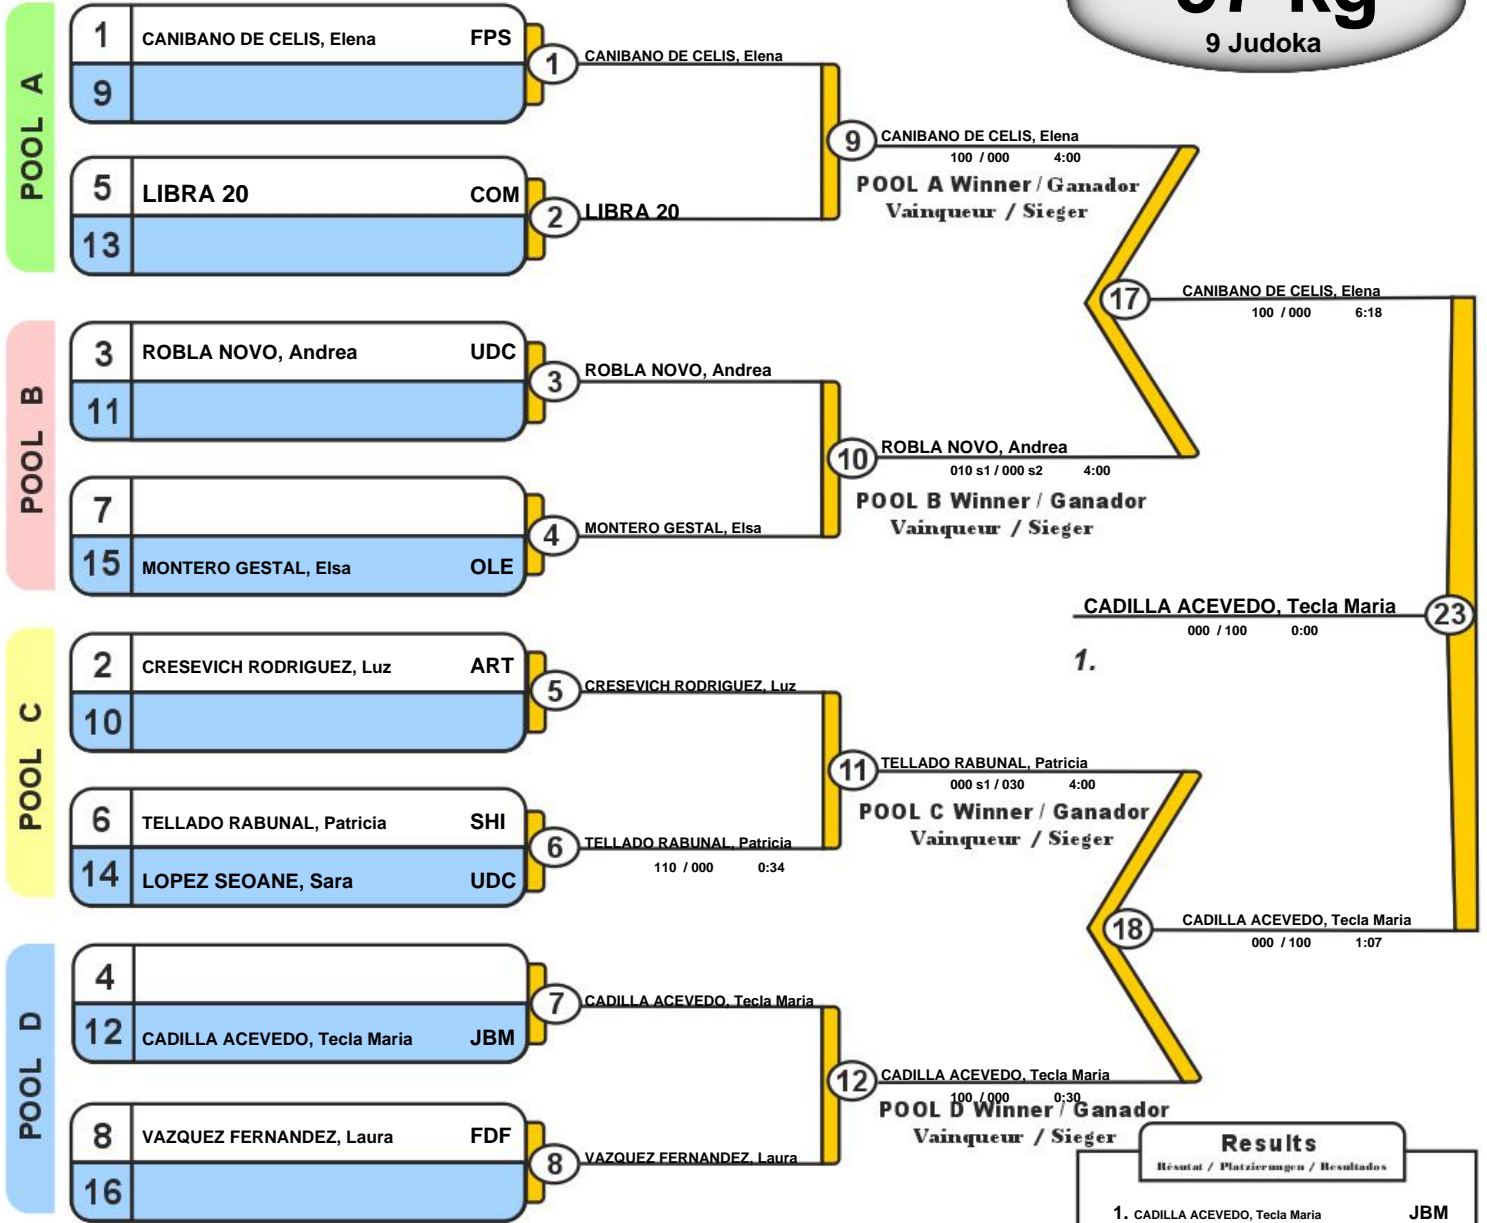 57 kg
9 Judoka
POOL A
1 CANIBANO DE CELIS, Elena FPS
9
1 CANIBANO DE CELIS, Elena
5 LIBRA 20 COM
13
2 LIBRA 20
9 CANIBANO DE CELIS, Elena
100 / 000 4:00
POOL A Winner / Ganador
Vainqueur / Sieger
POOL B
3 ROBLA NOVO, Andrea UDC
11
3 ROBLA NOVO, Andrea
7
15 MONTERO GESTAL, Elsa OLE
4 MONTERO GESTAL, Elsa
10 ROBLA NOVO, Andrea
010 s1 / 000 s2 4:00
POOL B Winner / Ganador
Vainqueur / Sieger
17 CANIBANO DE CELIS, Elena
100 / 000 6:18
CADILLA ACEVEDO, Tecla Maria 23
000 / 100 0:00
1.
POOL C
2 CRESEVICH RODRIGUEZ, Luz ART
10
5 CRESEVICH RODRIGUEZ, Luz
6 TELLADO RABUNAL, Patricia SHI
14 LOPEZ SEOANE, Sara UDC
6 TELLADO RABUNAL, Patricia
110 / 000 0:34
11 TELLADO RABUNAL, Patricia
000 s1 / 030 4:00
POOL C Winner / Ganador
Vainqueur / Sieger
POOL D
4
12 CADILLA ACEVEDO, Tecla Maria JBM
7 CADILLA ACEVEDO, Tecla Maria
8 VAZQUEZ FERNANDEZ, Laura FDF
16
8 VAZQUEZ FERNANDEZ, Laura
12 CADILLA ACEVEDO, Tecla Maria
100 / 000 0:30
POOL D Winner / Ganador
Vainqueur / Sieger
18 CADILLA ACEVEDO, Tecla Maria
000 / 100 1:07
Results
Résutat / Platzierungen / Resultados
1. CADILLA ACEVEDO, Tecla Maria JBM